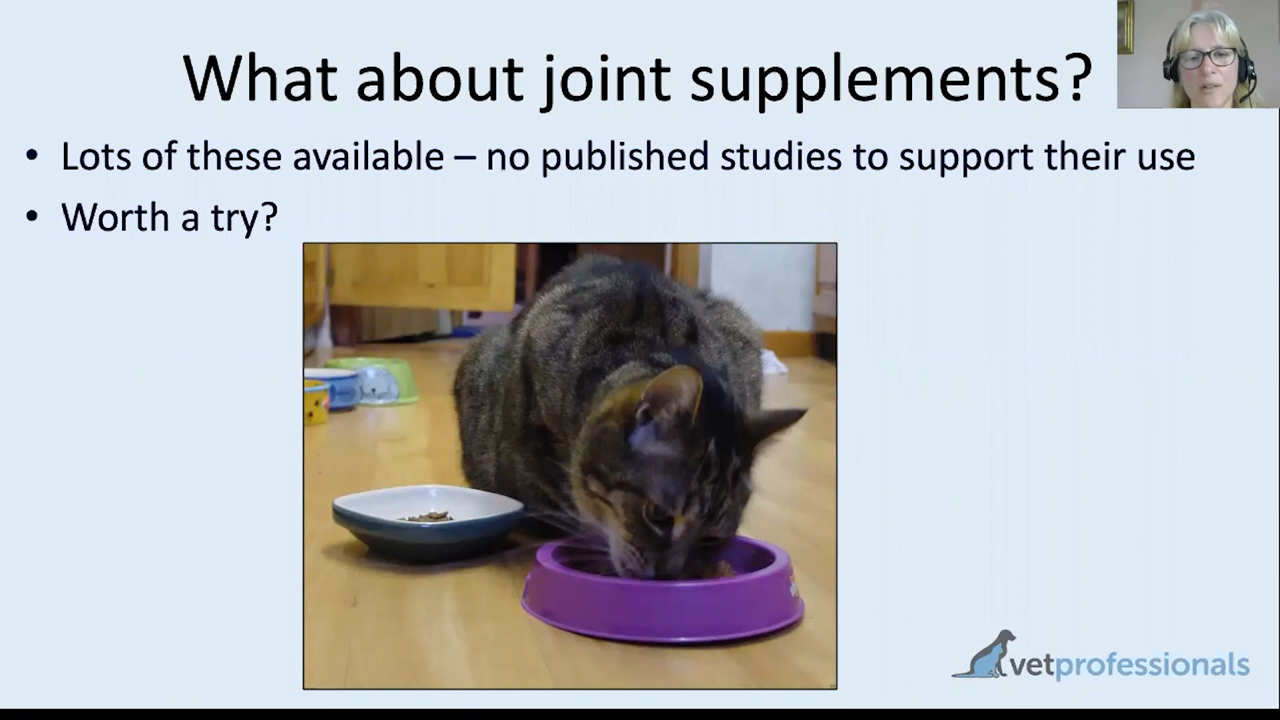 What about joint supplements?
• Lots of these available – no published studies to support their use
• Worth a try?
vetprofessionals